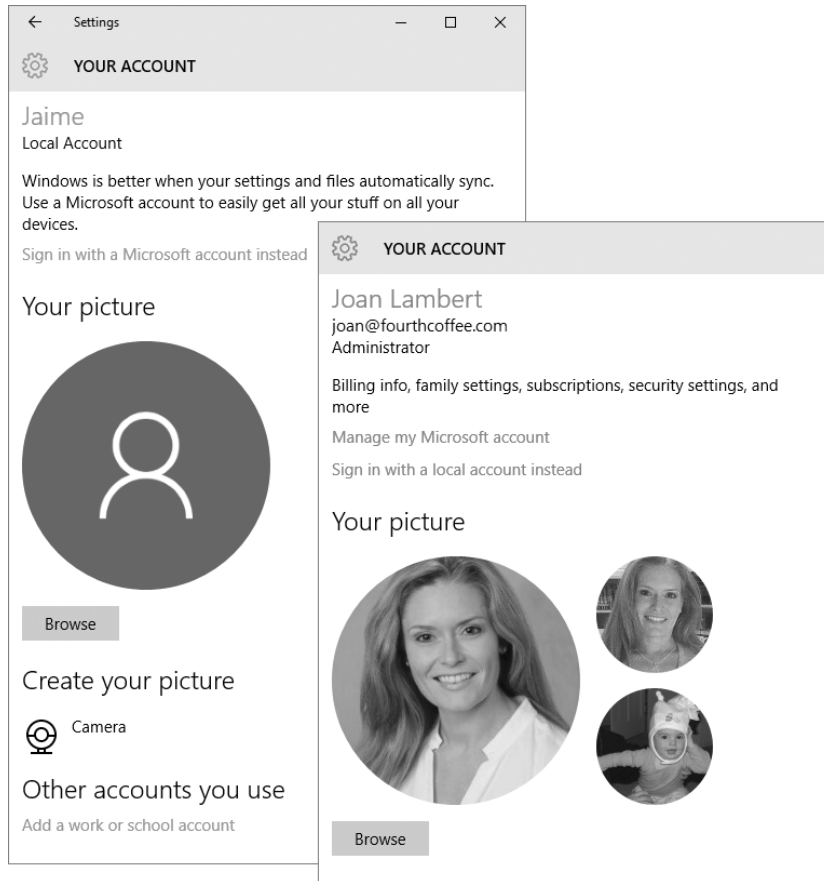 Settings
YOUR ACCOUNT
Jaime
Local Account
Windows is better when your settings and files automatically sync.
Use a Microsoft account to easily get all your stuff on all your
devices.
Sign in with a Microsoft account instead
Your picture
Browse
Create your picture
Camera
Other accounts you use
Add a work or school account
YOUR ACCOUNT
Joan Lambert
joan@fourthcoffee.com
Administrator
Billing info, family settings, subscriptions, security settings, and
more
Manage my Microsoft account
Sign in with a local account instead
Your picture
Browse